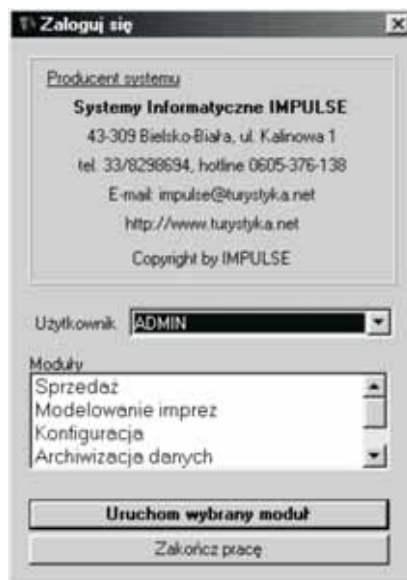 Zaloguj się
Producent systemu
Systemy Informatyczne IMPULSE
43-309 Bielsko-Biała, ul. Kalinowa 1
tel. 33/8298694, hotline 0605-376-138
E-mail: impulse@turystyka.net
http://www.turystyka.net
Copyright by IMPULSE
Użytkownik ADMIN
Moduły
Sprzedaż
Modelowanie imprez
Konfiguracja
Archiwizacja danych
Uruchom wybrany moduł
Zakończ pracę